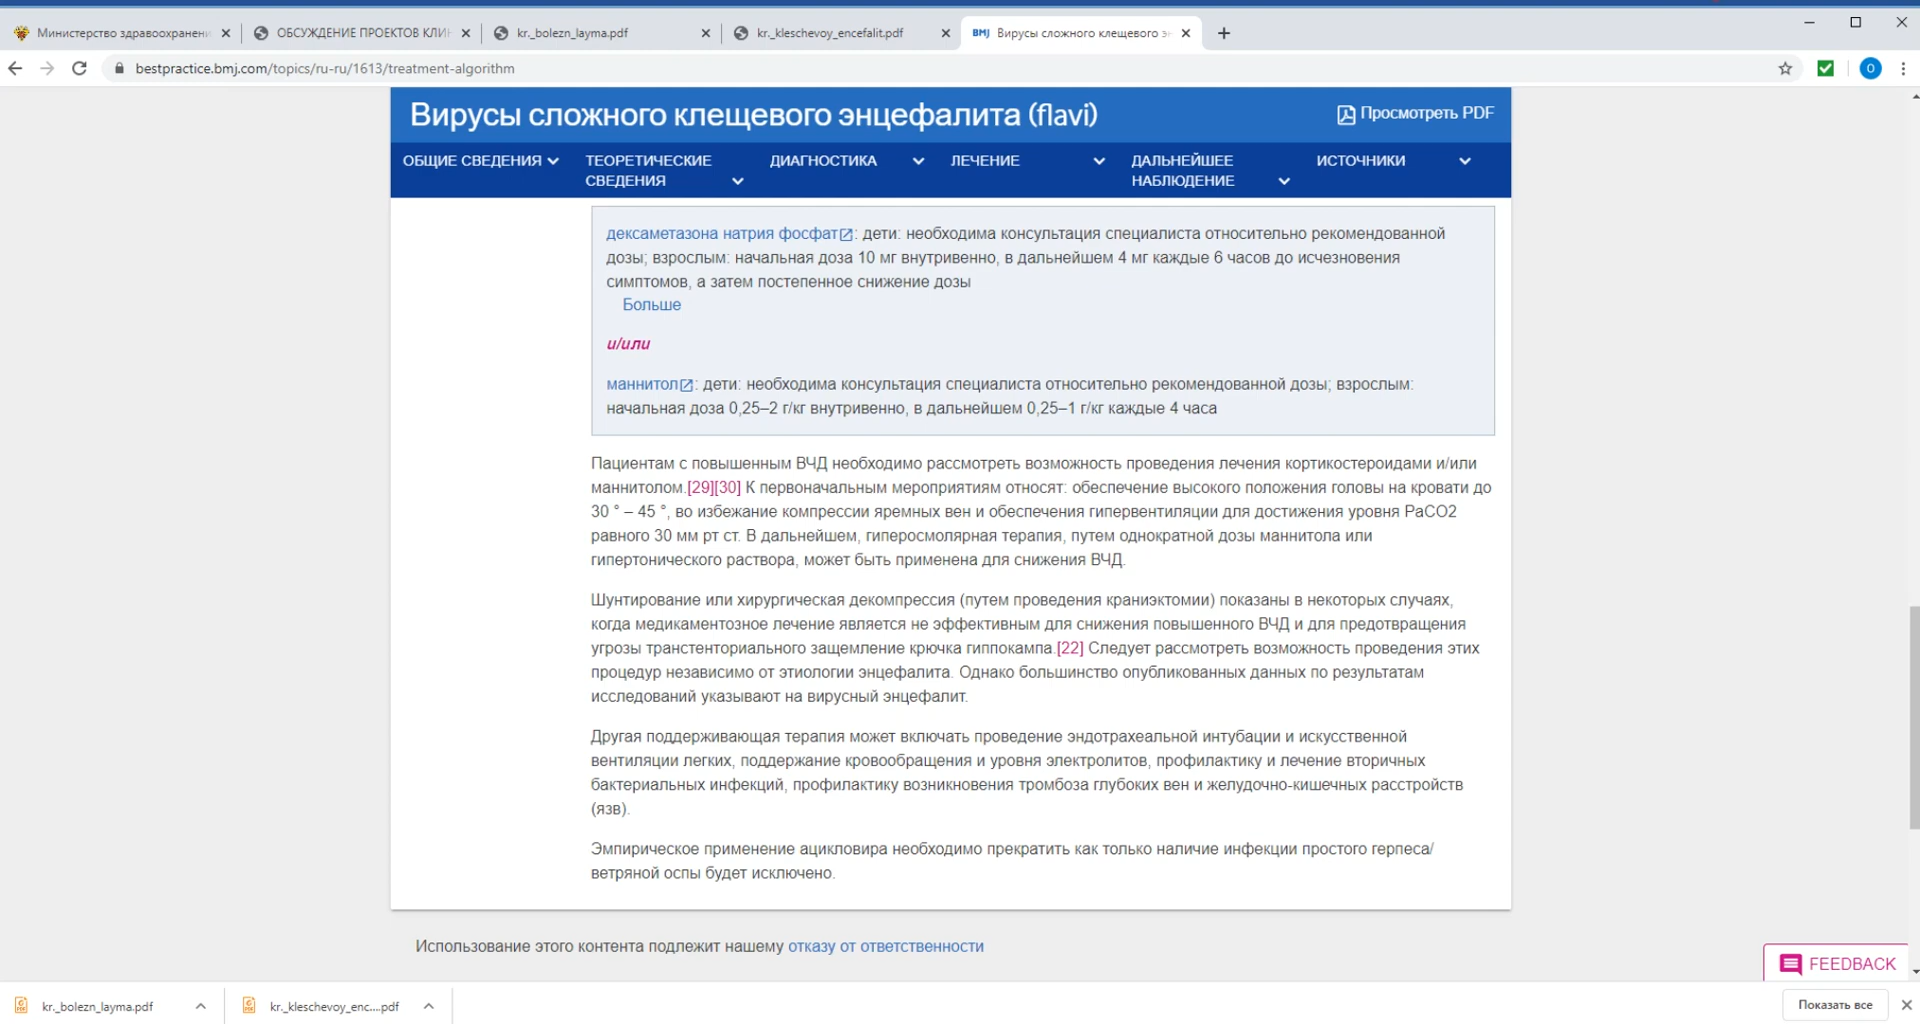 Министерство здравоохранени
ОБСУЖДЕНИЕ ПРОЕКТОВ КЛИН
kr._bolezn_layma.pdf
kr._kleschevoy_encefalit.pdf
BMJ Вирусы сложного клещевого э
bestpractice.bmj.com/topics/ru-ru/1613/treatment-algorithm
O
Вирусы сложного клещевого энцефалита (flavi)
Просмотреть PDF
ОБЩИЕ СВЕДЕНИЯ
ТЕОРЕТИЧЕСКИЕ
СВЕДЕНИЯ
ДИАГНОСТИКА
ЛЕЧЕНИЕ
ДАЛЬНЕЙШЕЕ
НАБЛЮДЕНИЕ
ИСТОЧНИКИ
дексаметазона натрия фосфат: дети: необходима консультация специалиста относительно рекомендованной
дозы; взрослым: начальная доза 10 мг внутривенно, в дальнейшем 4 мг каждые 6 часов до исчезновения
симптомов, а затем постепенное снижение дозы
Больше
и/или
маннитол: дети: необходима консультация специалиста относительно рекомендованной дозы; взрослым:
начальная доза 0,25–2 г/кг внутривенно, в дальнейшем 0,25–1 г/кг каждые 4 часа
Пациентам с повышенным ВЧД необходимо рассмотреть возможность проведения лечения кортикостероидами и/или
маннитолом.[29][30] К первоначальным мероприятиям относят: обеспечение высокого положения головы на кровати до
30 ° – 45 °, во избежание компрессии яремных вен и обеспечения гипервентиляции для достижения уровня PaCO2
равного 30 мм рт ст. В дальнейшем, гиперосмолярная терапия, путем однократной дозы маннитола или
гипертонического раствора, может быть применена для снижения ВЧД.
Шунтирование или хирургическая декомпрессия (путем проведения краниэктомии) показаны в некоторых случаях,
когда медикаментозное лечение является не эффективным для снижения повышенного ВЧД и для предотвращения
угрозы транстенториального защемление крючка гиппокампа.[22] Следует рассмотреть возможность проведения этих
процедур независимо от этиологии энцефалита. Однако большинство опубликованных данных по результатам
исследований указывают на вирусный энцефалит.
Другая поддерживающая терапия может включать проведение эндотрахеальной интубации и искусственной
вентиляции легких, поддержание кровообращения и уровня электролитов, профилактику и лечение вторичных
бактериальных инфекций, профилактику возникновения тромбоза глубоких вен и желудочно-кишечных расстройств
(язв).
Эмпирическое применение ацикловира необходимо прекратить как только наличие инфекции простого герпеса/
ветряной оспы будет исключено.
Использование этого контента подлежит нашему отказу от ответственности
FEEDBACK
kr._bolezn_layma.pdf
kr._kleschevoy_enc....pdf
Показать все